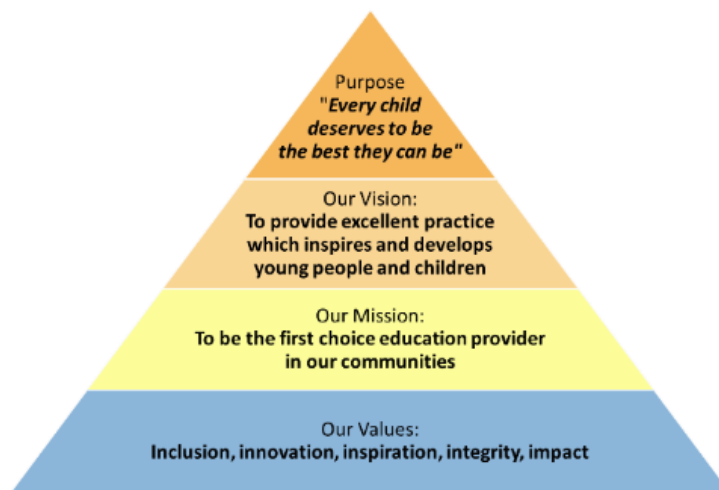 Purpose
"Every child
deserves to be
the best they can be"
Our Vision:
To provide excellent practice
which inspires and develops
young people and children
Our Mission:
To be the first choice education provider
in our communities
Our Values:
Inclusion, innovation, inspiration, integrity, impact